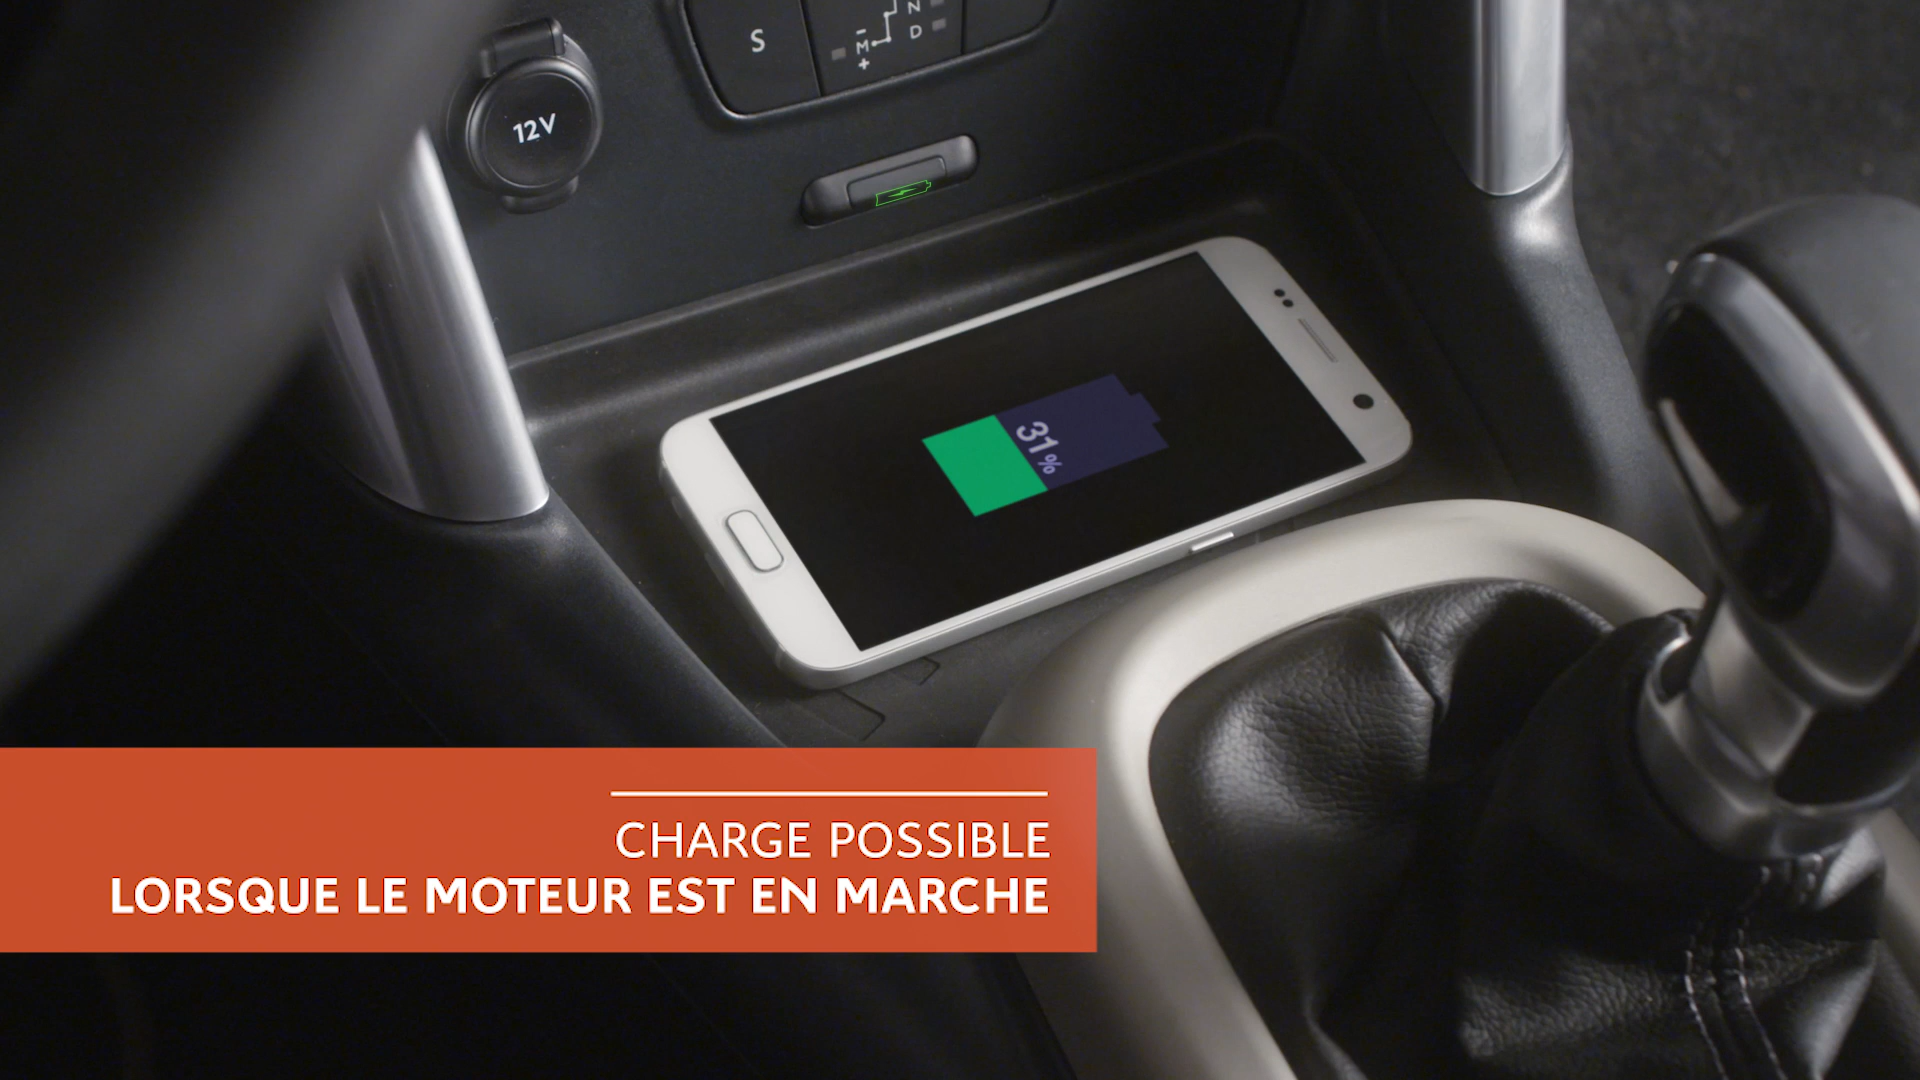 S
N
M
D
+
12V
31%
CHARGE POSSIBLE
LORSQUE LE MOTEUR EST EN MARCHE